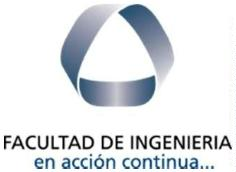 FACULTAD DE INGENIERIA
en acción continua...